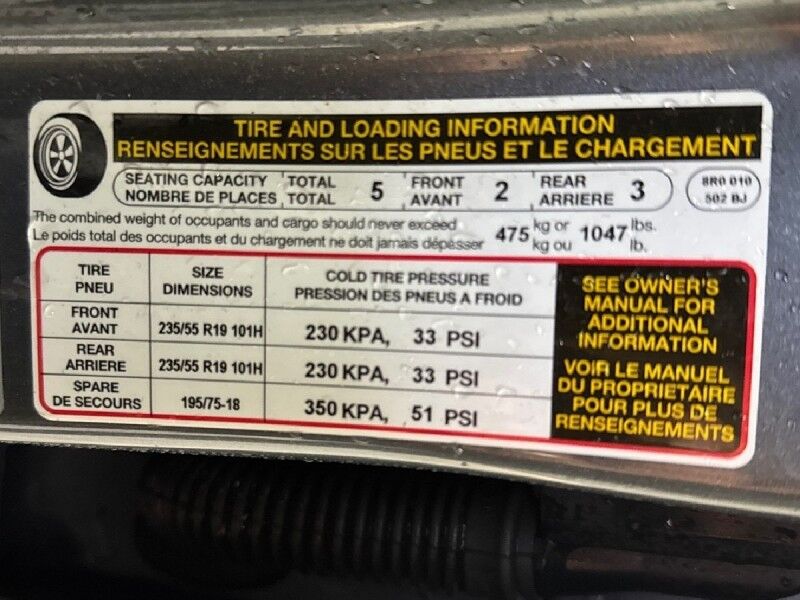 TIRE AND LOADING INFORMATION
RENSEIGNEMENTS SUR LES PNEUS ET LE CHARGEMENT
SEATING CAPACITY TOTAL 5 FRONT 2 REAR 3
NOMBRE DE PLACES TOTAL AVANT ARRIERE
8R0 010
502 BJ
The combined weight of occupants and cargo should never exceed 475 kg or 1047 lbs.
Le poids total des occupants et du chargement ne doit jamais dépasser kg ou lb.
TIRE SIZE COLD TIRE PRESSURE
PNEU DIMENSIONS PRESSION DES PNEUS A FROID
FRONT
AVANT 235/55 R19 101H 230 KPA, 33 PSI
REAR
ARRIERE 235/55 R19 101H 230 KPA, 33 PSI
SPARE
DE SECOURS 195/75-18 350 KPA, 51 PSI
SEE OWNER'S
MANUAL FOR
ADDITIONAL
INFORMATION
VOIR LE MANUEL
DU PROPRIETAIRE
POUR PLUS DE
RENSEIGNEMENTS